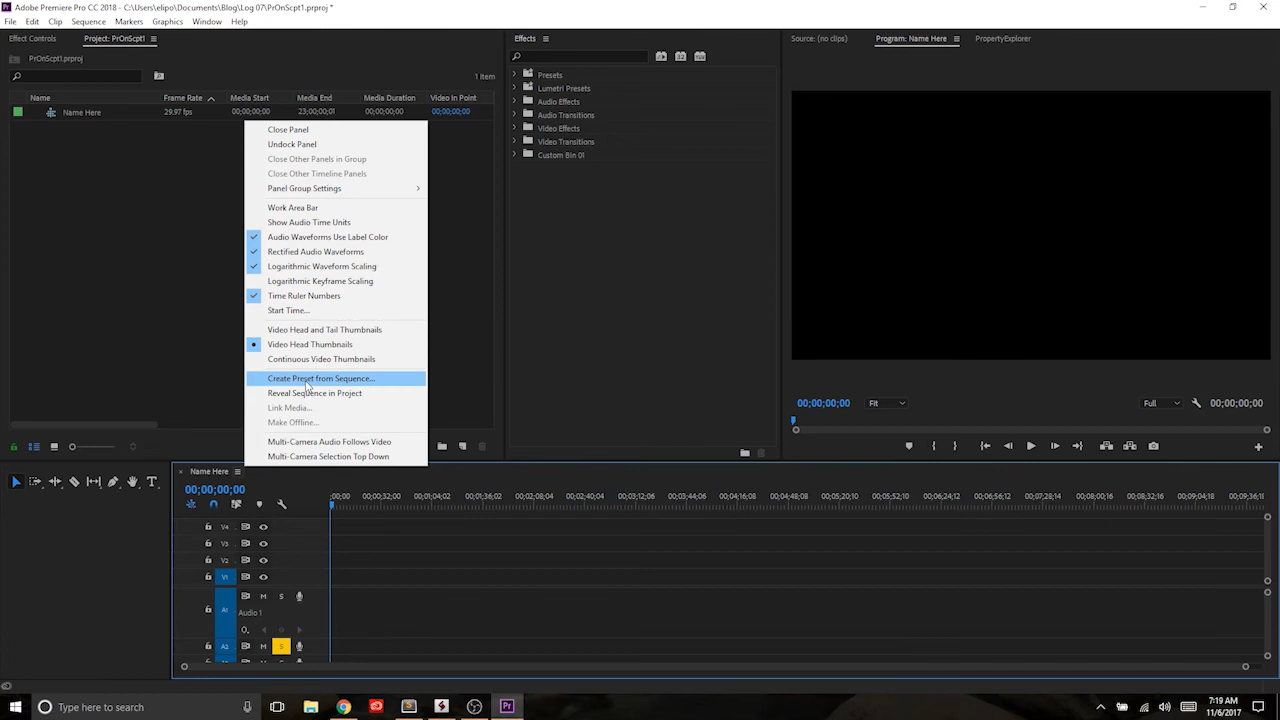 Pr Adobe Premiere Pro CC 2018 - C:\Users\elipo\Documents\Blog\Log 07\PrOnScpt1.prproj *
File Edit Clip Sequence Markers Graphics Window Help
Effect Controls Project: PrOnScpt1 Effects Source: (no clips) Program: Name Here PropertyExplorer
PrOnScpt1.prproj
1 Item
Name Frame Rate Media Start Media End Media Duration Video In Point
Name Here 29.97 fps 00;00;00;00 23;00;00;01 00;00;00;00 00;00;00;00
Presets
Lumetri Presets
Audio Effects
Audio Transitions
Video Effects
Video Transitions
Custom Bin 01
Close Panel
Undock Panel
Close Other Panels in Group
Close Other Timeline Panels
Panel Group Settings
Work Area Bar
Show Audio Time Units
Audio Waveforms Use Label Color
Rectified Audio Waveforms
Logarithmic Waveform Scaling
Logarithmic Keyframe Scaling
Time Ruler Numbers
Start Time...
Video Head and Tail Thumbnails
Video Head Thumbnails
Continuous Video Thumbnails
Create Preset from Sequence...
Reveal Sequence in Project
Link Media...
Make Offline...
Multi-Camera Audio Follows Video
Multi-Camera Selection Top Down
00;00;00;00 Fit Full 00;00;00;00
Name Here
00;00;00;00
;00;00 00;00;32;00 00;01;04;02 00;01;36;02 00;02;08;04 00;02;40;04 00;03;12;06 00;03;44;06 00;04;16;08 00;04;48;08 00;05;20;10 00;05;52;10 00;06;24;12 00;06;56;12 00;07;28;14 00;08;00;16 00;08;32;16 00;09;04;18 00;09;36;18
V4
V3
V2
V1
A1 M S
Audio 1
A2 M S
Type here to search
Pr
7:19 AM
11/6/2017